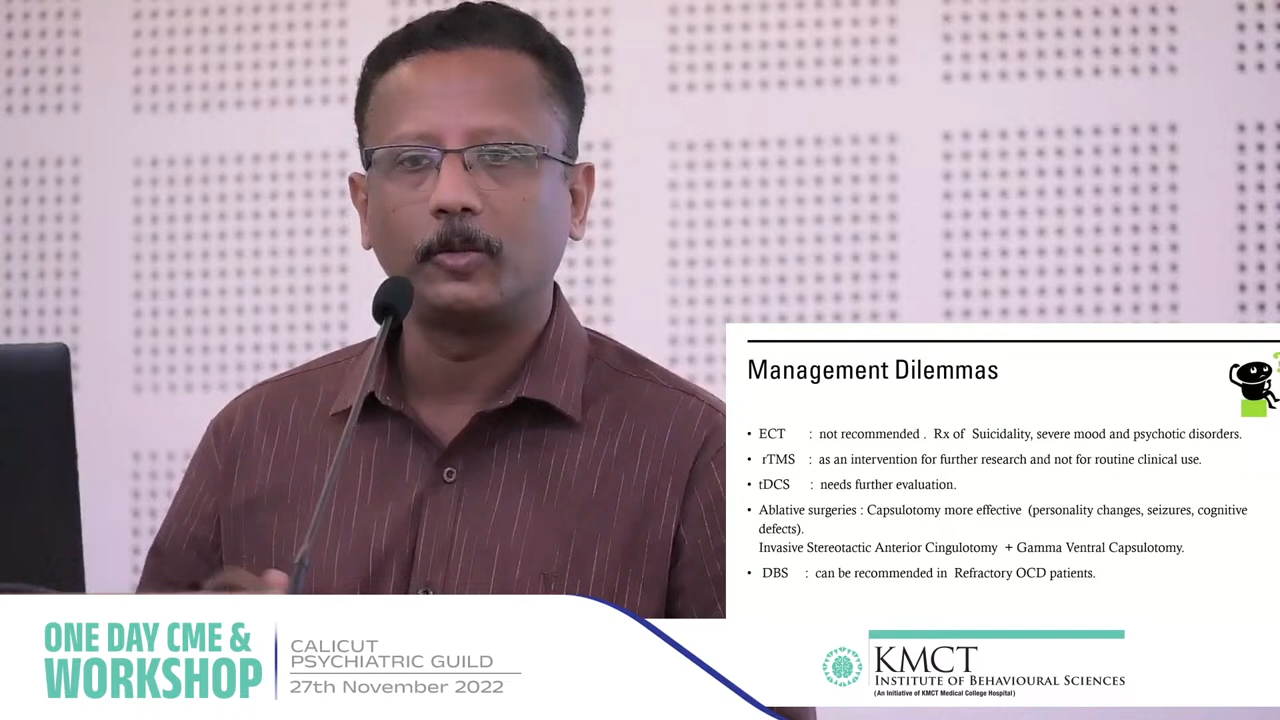 Management Dilemmas
• ECT : not recommended . Rx of Suicidality, severe mood and psychotic disorders.
• rTMS : as an intervention for further research and not for routine clinical use.
• tDCS : needs further evaluation.
• Ablative surgeries : Capsulotomy more effective (personality changes, seizures, cognitive
defects).
Invasive Stereotactic Anterior Cingulotomy + Gamma Ventral Capsulotomy.
• DBS : can be recommended in Refractory OCD patients.
ONE DAY CME &
WORKSHOP
CALICUT
PSYCHIATRIC GUILD
27th November 2022
KMCT
INSTITUTE OF BEHAVIOURAL SCIENCES
(An Initiative of KMCT Medical College Hospital)